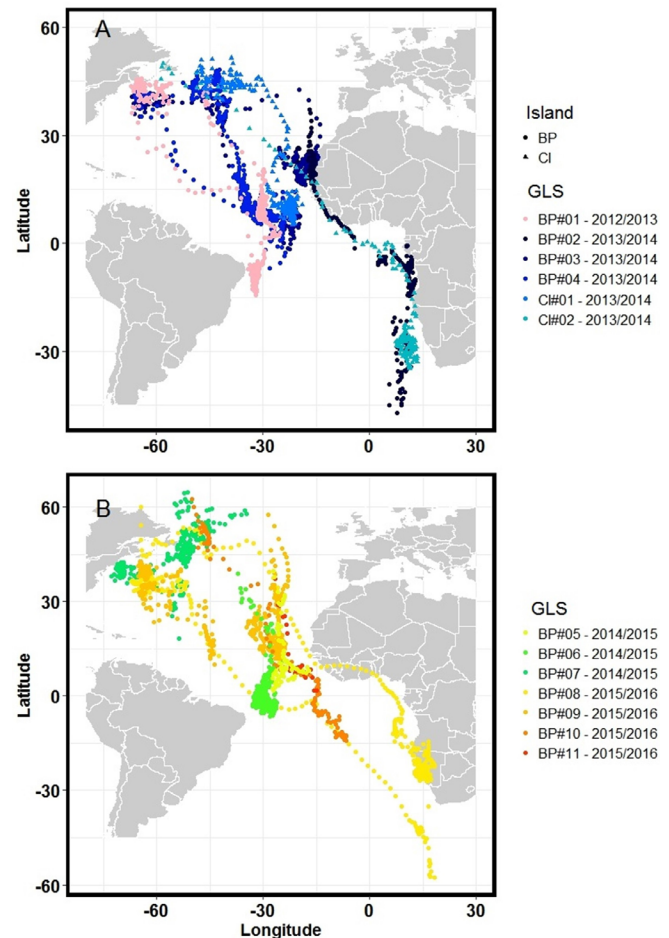 A
60
30
0
-30
Latitude
-60
-30
0
30
Island
BP
CI
GLS
BP#01 - 2012/2013
BP#02 - 2013/2014
BP#03 - 2013/2014
BP#04 - 2013/2014
CI#01 - 2013/2014
CI#02 - 2013/2014
B
60
30
0
-30
-60
Latitude
-60
-30
0
30
Longitude
GLS
BP#05 - 2014/2015
BP#06 - 2014/2015
BP#07 - 2014/2015
BP#08 - 2015/2016
BP#09 - 2015/2016
BP#10 - 2015/2016
BP#11 - 2015/2016